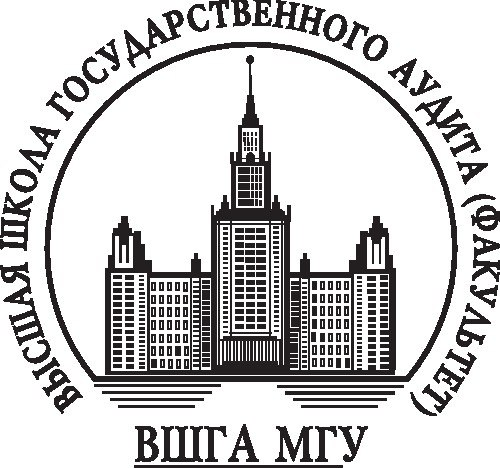 ВЫСШАЯ ШКОЛА ГОСУДАРСТВЕННОГО АУДИТА (ФАКУЛЬТЕТ)
ВШГА МГУ